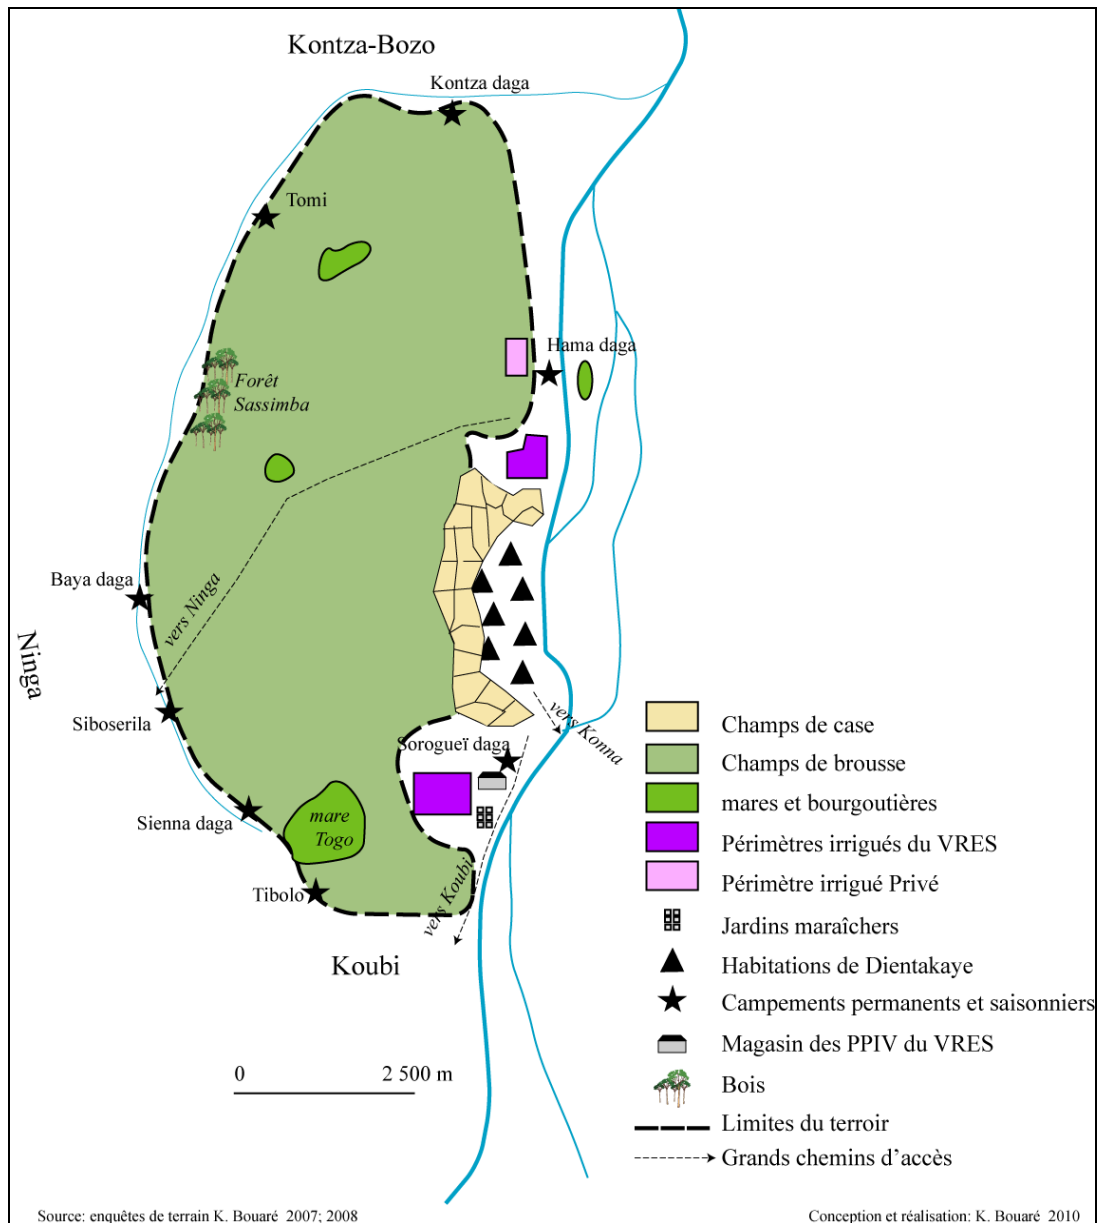 Kontza-Bozo
Kontza daga
Tomi
Hama daga
Forêt
Sassimba
Baya daga
vers Ninga
Ninga
Siboserila
vers Konna
Sorogueï daga
Sienna daga
mare
Togo
Tibolo
vers Koubi
Koubi
0 2 500 m
Champs de case
Champs de brousse
mares et bourgoutières
Périmètres irrigués du VRES
Périmètre irrigué Privé
Jardins maraîchers
Habitations de Dientakaye
Campements permanents et saisonniers
Magasin des PPIV du VRES
Bois
Limites du terroir
Grands chemins d'accès
Source: enquêtes de terrain K. Bouaré 2007; 2008
Conception et réalisation: K. Bouaré 2010